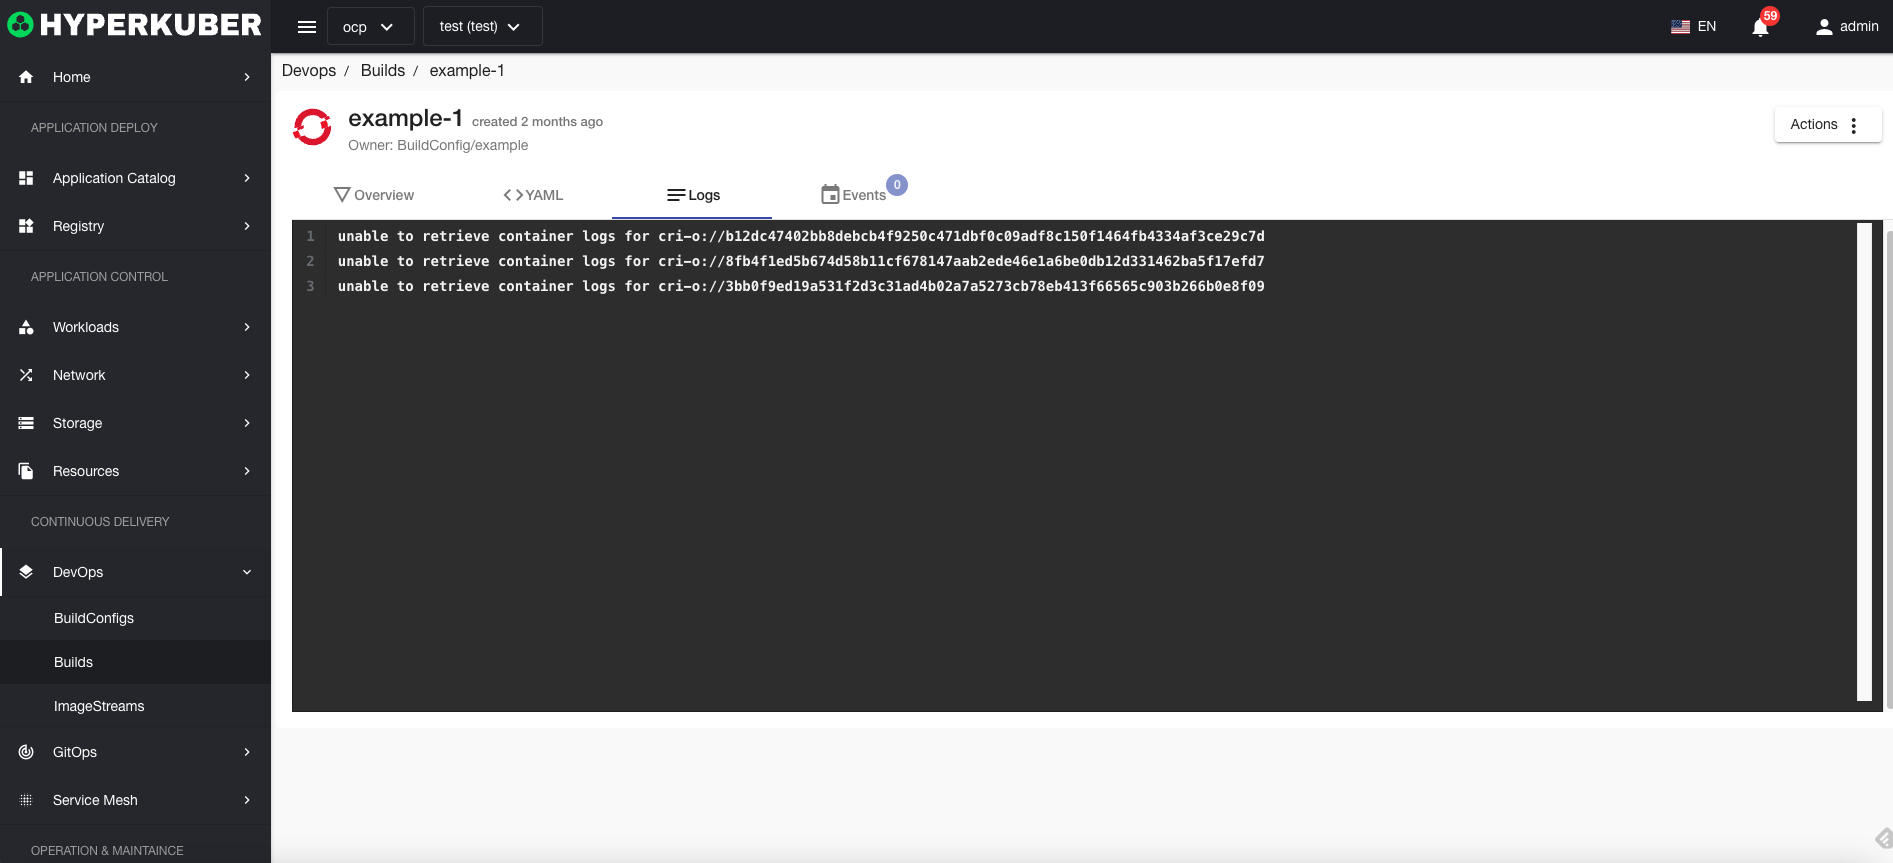 HYPERKUBER
ocp
test (test)
EN
59
admin
Home
APPLICATION DEPLOY
Application Catalog
Registry
APPLICATION CONTROL
Workloads
Network
Storage
Resources
CONTINUOUS DELIVERY
DevOps
BuildConfigs
Builds
ImageStreams
GitOps
Service Mesh
OPERATION & MAINTAINCE
Devops / Builds / example-1
example-1 created 2 months ago
Owner: BuildConfig/example
Actions
Overview
YAML
Logs
Events
0
1 unable to retrieve container logs for cri-o://b12dc47402bb8debcb4f9250c471dbf0c09adf8c150f1464fb4334af3ce29c7d
2 unable to retrieve container logs for cri-o://8fb4f1ed5b674d58b11cf678147aab2ede46e1a6be0db12d331462ba5f17efd7
3 unable to retrieve container logs for cri-o://3bb0f9ed19a531f2d3c31ad4b02a7a5273cb78eb413f66565c903b266b0e8f09